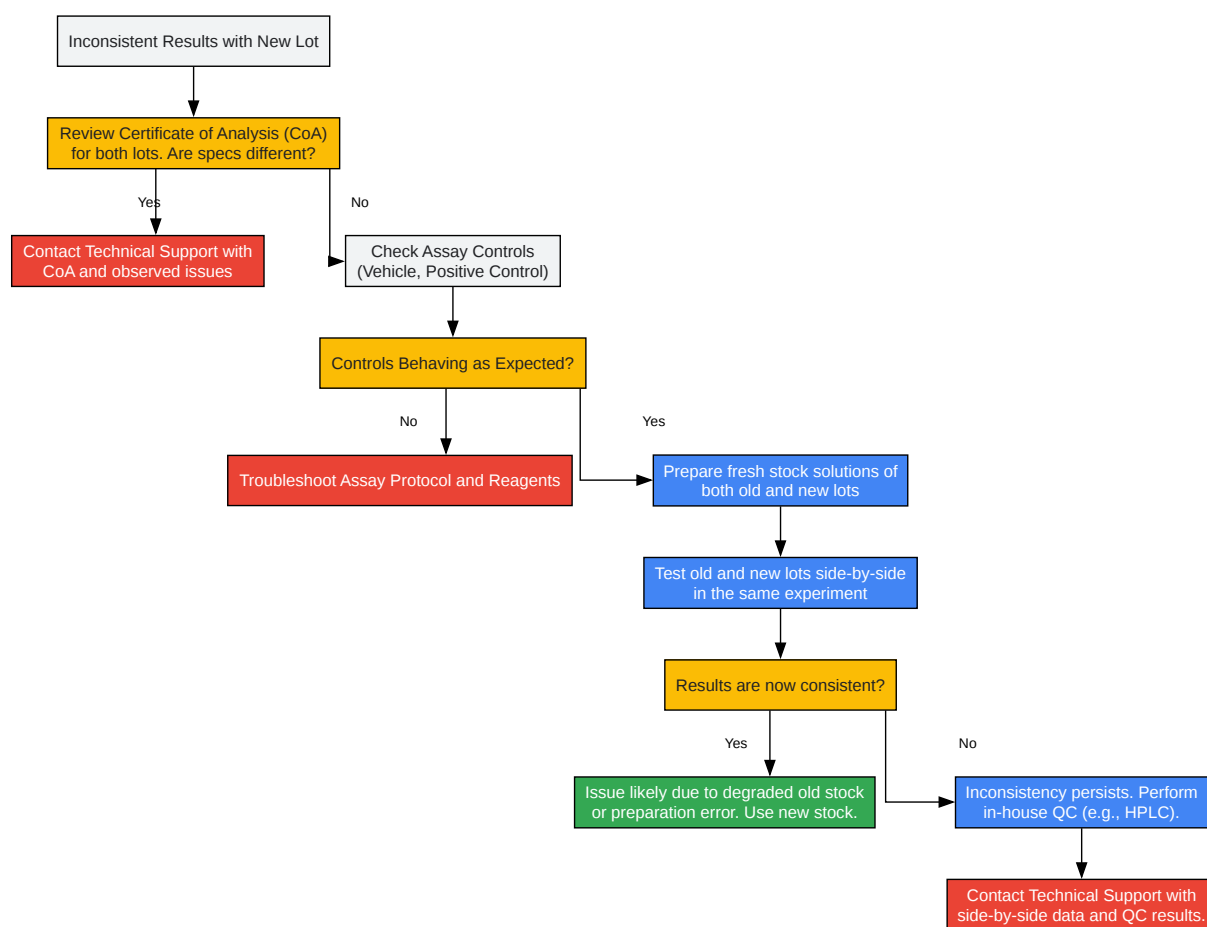 Inconsistent Results with New Lot
Review Certificate of Analysis (CoA)
for both lots. Are specs different?
Yes
No
Contact Technical Support with
CoA and observed issues
Check Assay Controls
(Vehicle, Positive Control)
Controls Behaving as Expected?
No
Yes
Troubleshoot Assay Protocol and Reagents
Prepare fresh stock solutions of
both old and new lots
Test old and new lots side-by-side
in the same experiment
Results are now consistent?
Yes
No
Issue likely due to degraded old stock
or preparation error. Use new stock.
Inconsistency persists. Perform
in-house QC (e.g., HPLC).
Contact Technical Support with
side-by-side data and QC results.